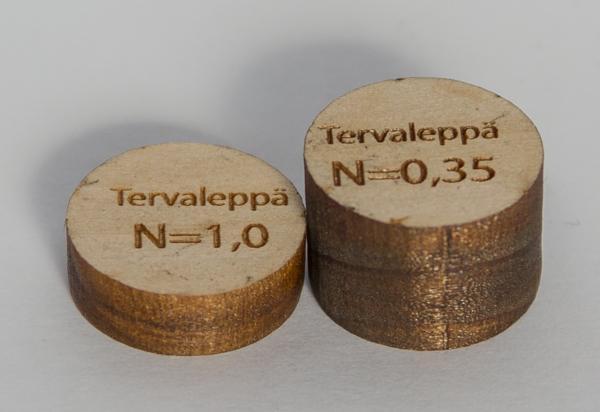 Tervaleppä
N=1,0
Tervaleppä
N=0,35